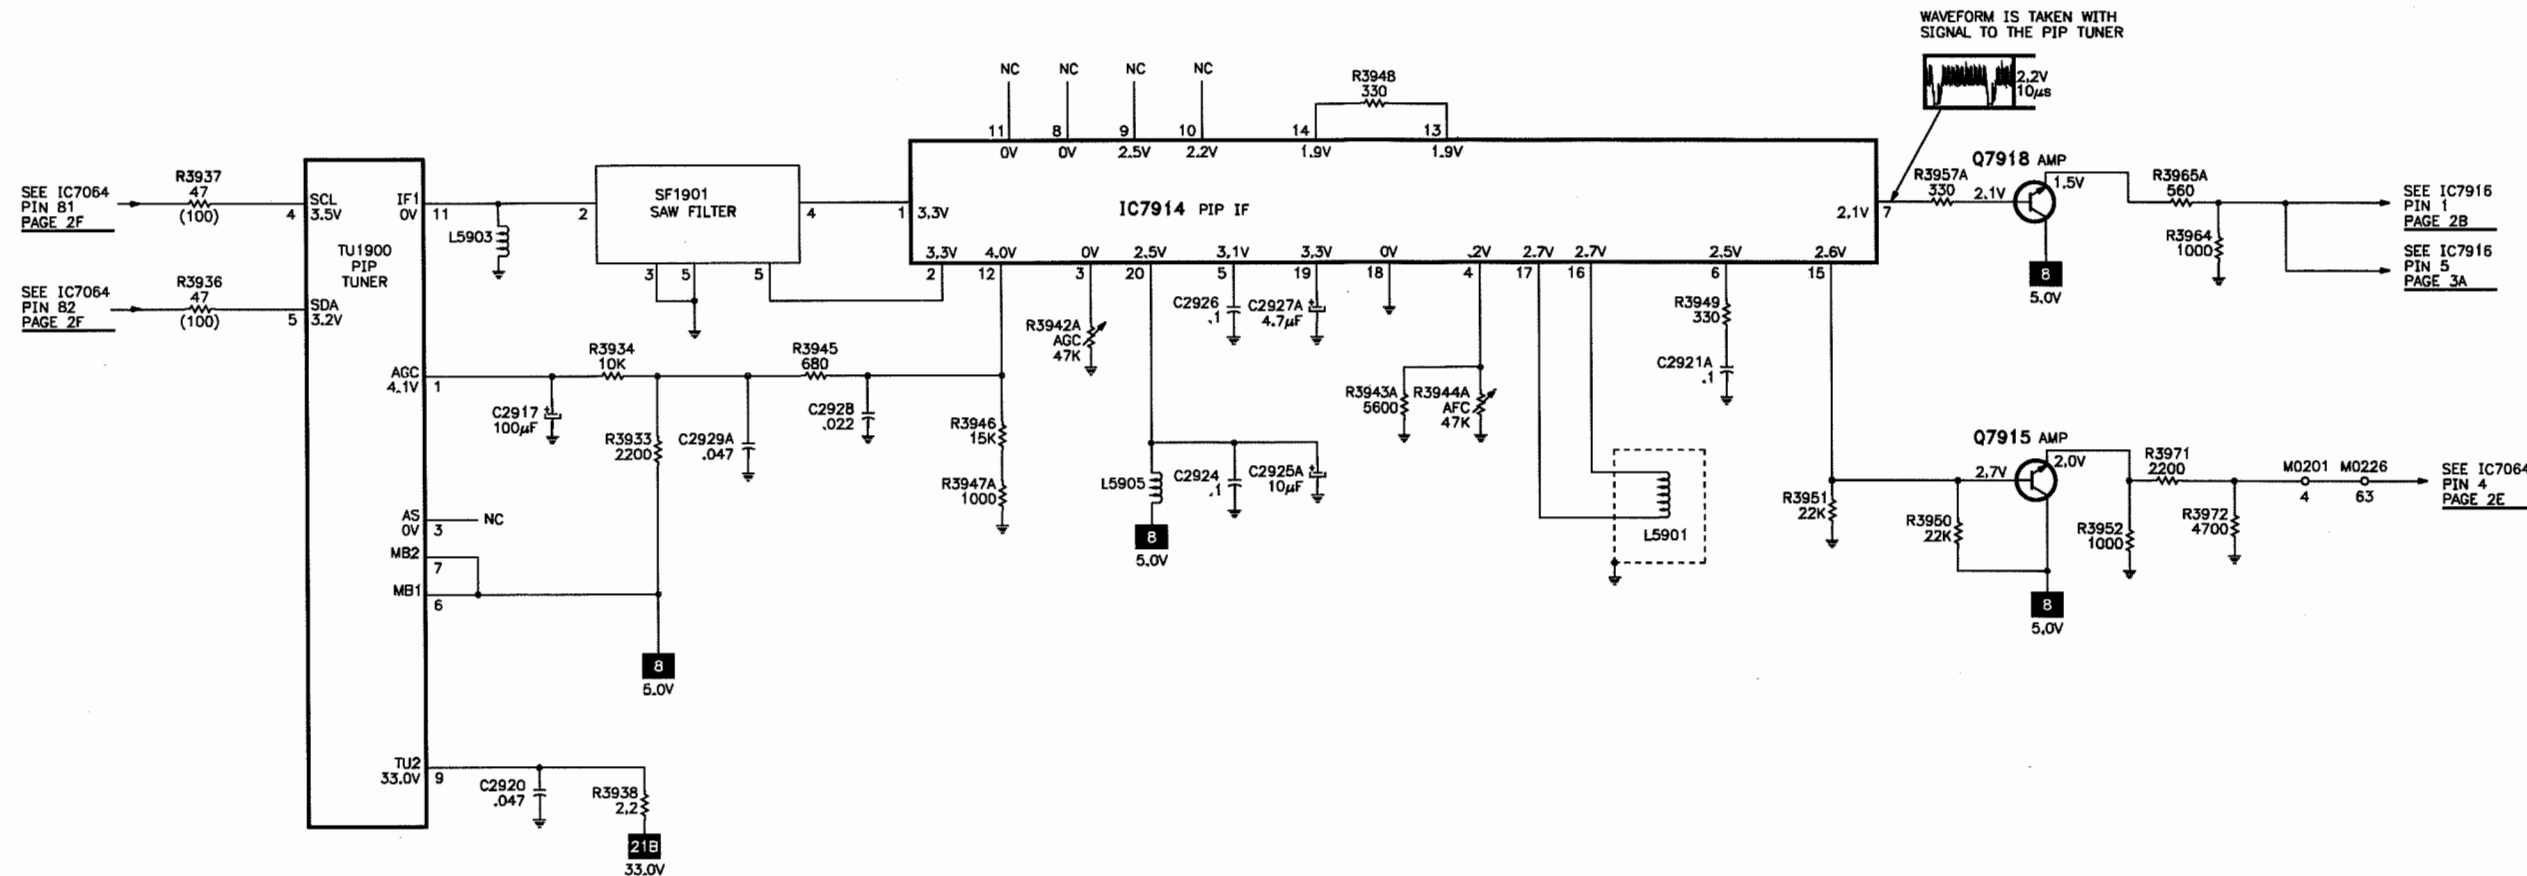 WAVEFORM IS TAKEN WITH
SIGNAL TO THE PIP TUNER
2.2V
10µs
NC
NC
NC
NC
R3948
330
11
8
9
10
14
13
0V
0V
2.5V
2.2V
1.9V
1.9V
SEE IC7064
PIN 81
PAGE 2F
R3937
47
(100)
4
SCL
3.5V
IF1
0V
11
L5903
2
SF1901
SAW FILTER
4
3
5
5
1
3.3V
IC7914 PIP IF
2.1V
7
R3957A
330
2.1V
Q7918 AMP
1.5V
R3965A
560
R3964
1000
8
5.0V
SEE IC7916
PIN 1
PAGE 2B
SEE IC7916
PIN 5
PAGE 3A
TU1900
PIP
TUNER
SEE IC7064
PIN 82
PAGE 2F
R3936
47
(100)
5
SDA
3.2V
3.3V
4.0V
0V
2.5V
3.1V
3.3V
0V
.2V
2.7V
2.7V
2.5V
2.6V
2
12
3
20
5
19
18
4
17
16
6
15
R3942A
AGC
47K
C2926
.1
C2927A
4.7µF
R3949
330
C2921A
.1
AGC
4.1V
1
R3934
10K
R3945
680
C2917
100µF
R3933
2200
C2929A
.047
C2928
.022
R3946
15K
R3947A
1000
R3943A
5600
R3944A
AFC
47K
L5905
C2924
.1
C2925A
10µF
8
5.0V
L5901
R3951
22K
R3950
22K
2.7V
Q7915 AMP
2.0V
R3971
2200
R3952
1000
R3972
4700
M0201
4
M0226
63
SEE IC7064
PIN 4
PAGE 2E
8
5.0V
AS
0V
3
NC
MB2
7
MB1
6
8
5.0V
TU2
33.0V
9
C2920
.047
R3938
2.2
21B
33.0V